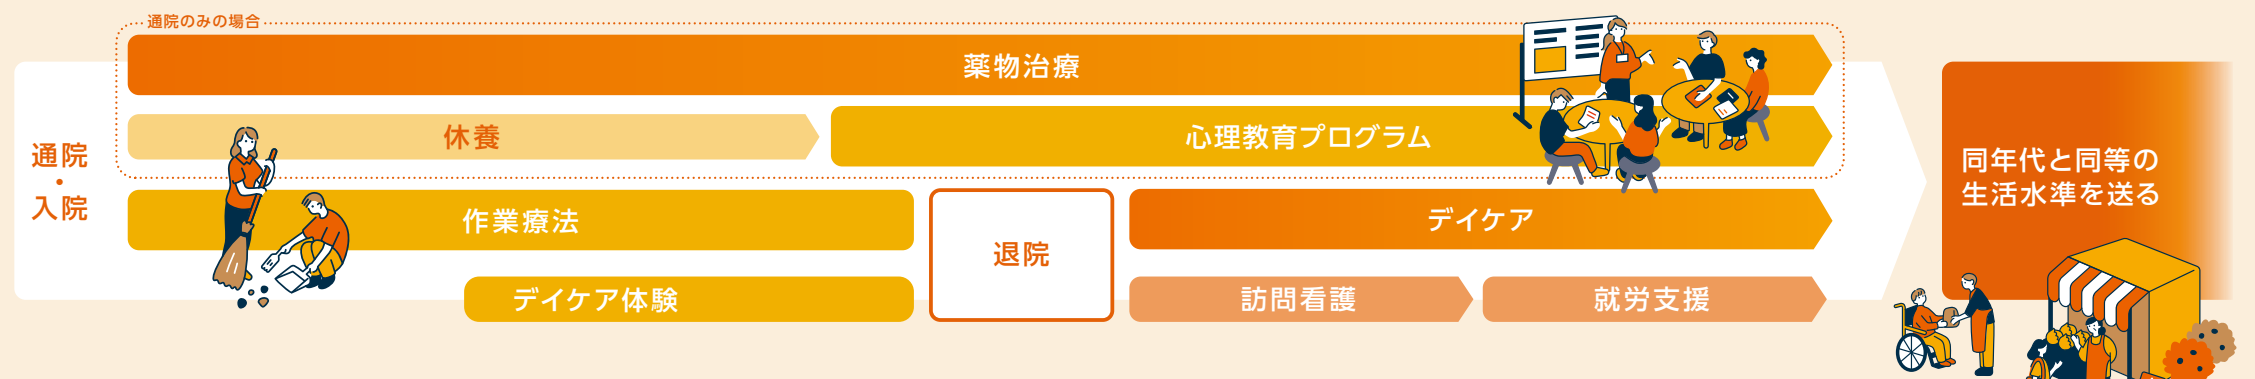 通院のみの場合
通院
・
入院
薬物治療
休養
心理教育プログラム
作業療法
デイケア体験
退院
デイケア
訪問看護
就労支援
同年代と同等の
生活水準を送る